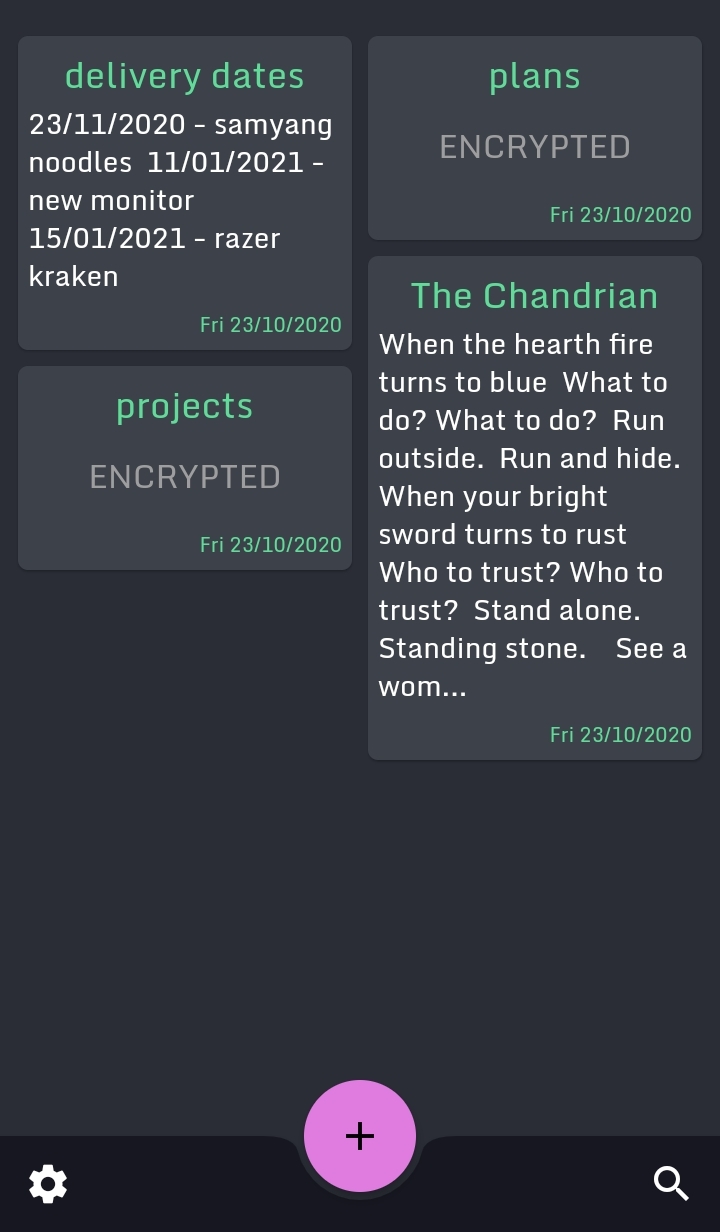 delivery dates
23/11/2020 - samyang
noodles  11/01/2021 -
new monitor
15/01/2021 - razer
kraken
Fri 23/10/2020
projects
ENCRYPTED
Fri 23/10/2020
plans
ENCRYPTED
Fri 23/10/2020
The Chandrian
When the hearth fire
turns to blue  What to
do? What to do?  Run
outside.  Run and hide.
When your bright
sword turns to rust
Who to trust? Who to
trust?  Stand alone.
Standing stone.    See a
wom...
Fri 23/10/2020